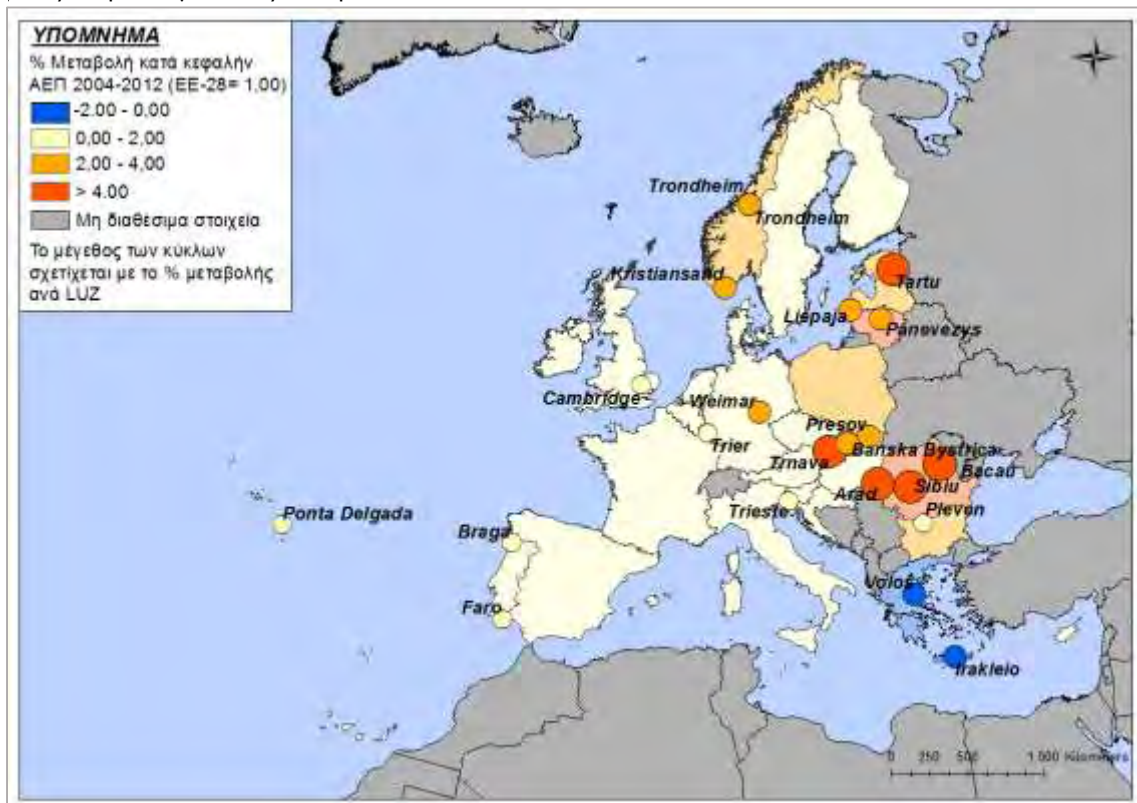 ΥΠΟΜΝΗΜΑ
% Μεταβολή κατά κεφαλήν
ΑΕΠ 2004-2012 (ΕΕ-28= 1,00)
-2.00 - 0,00
0,00 - 2,00
2,00 - 4,00
> 4.00
Μη διαθέσιμα στοιχεία
Το μέγεθος των κύκλων
σχετίζεται με το % μεταβολής
ανά LUZ
Trondheim
Trondheim
Kristiansand
Tartu
Liepaja
Panevezys
Cambridge
Weimar
Presov
Trier
Banska Bystrica
Trnava
Bacau
Arad
Sibiu
Ponta Delgada
Trieste
Pleven
Braga
Volos
Faro
Irakleio
0 250 500 1 000 Kilometers